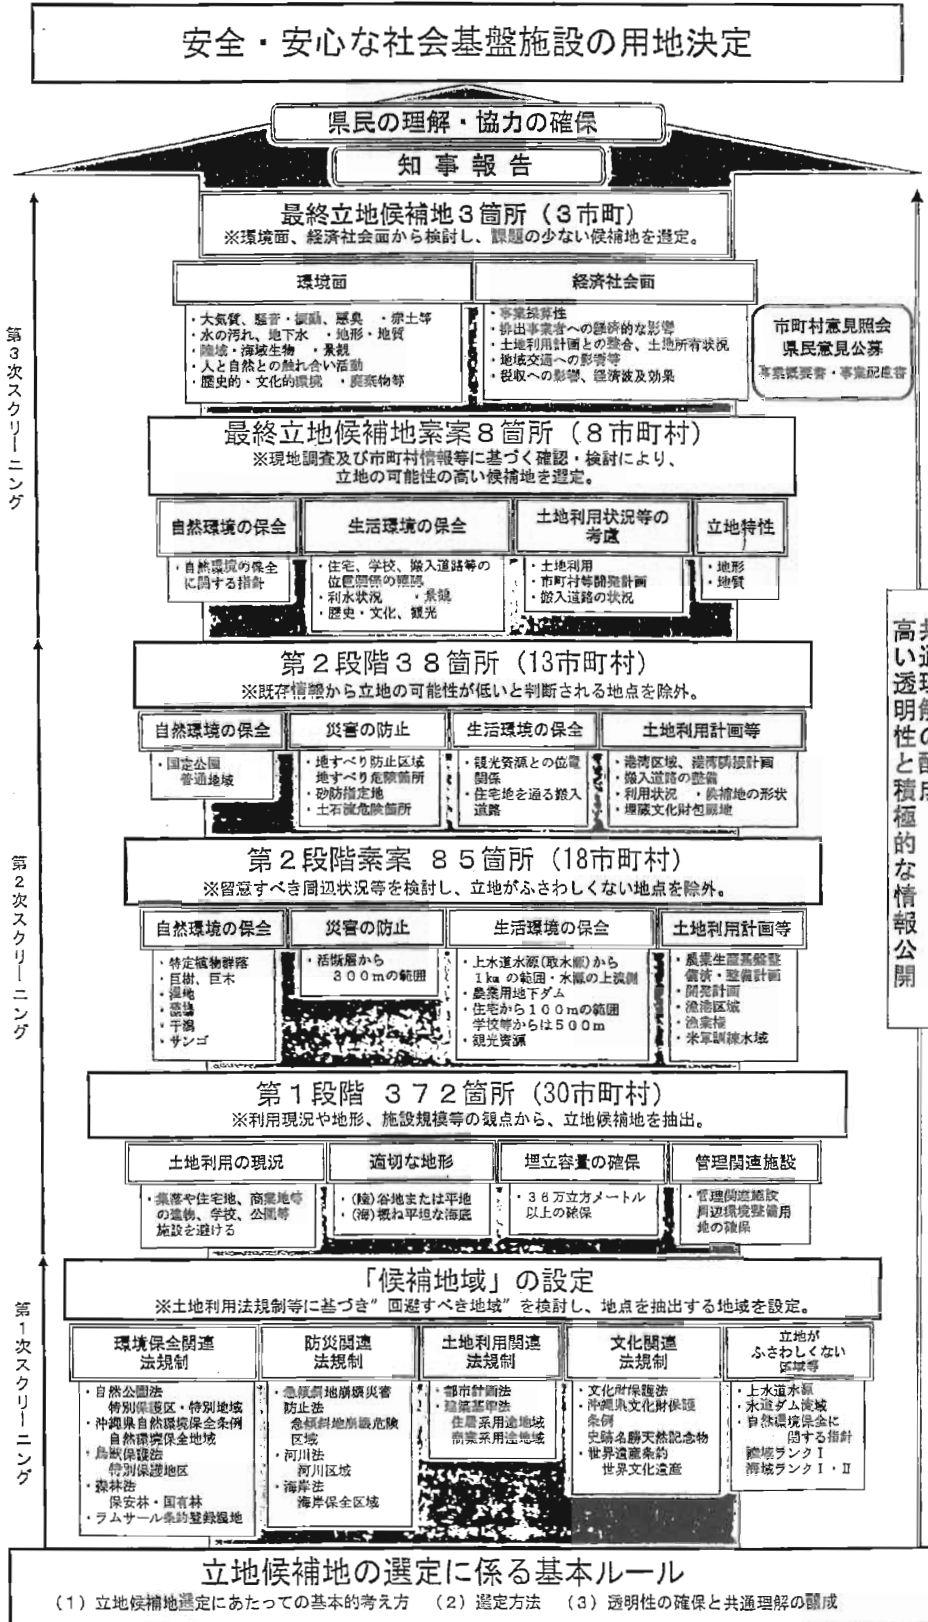 安全・安心な社会基盤施設の用地決定
県民の理解・協力の確保
知事報告
最終立地候補地3箇所(3市町)
※環境面、経済社会面から検討し、課題の少ない候補地を選定。
環境面
・大気質、騒音・振動、悪臭 ・赤土等
・水の汚れ、地下水 ・地形・地質
・陸域・海域生物 ・景観
・人と自然との触れ合い活動
・歴史的・文化的環境 ・廃棄物等
経済社会面
・事業採算性
・排出事業者への経済的な影響
・土地利用計画との整合、土地所有状況
・地域交通への影響等
・税収への影響、経済波及効果
市町村意見照会
県民意見公募
事業概要書・事業配慮書
第3次スクリーニング
最終立地候補地素案8箇所(8市町村)
※現地調査及び市町村情報等に基づく確認・検討により、
立地の可能性の高い候補地を選定。
自然環境の保全
・自然環境の保全
に関する指針
生活環境の保全
・住宅、学校、搬入道路等の
位置関係の確認
・利水状況 ・景観
・歴史・文化、観光
土地利用状況等の
考慮
・土地利用
・市町村等開発計画
・搬入道路の状況
立地特性
・地形
・地質
第2段階38箇所(13市町村)
※既存情報から立地の可能性が低いと判断される地点を除外。
自然環境の保全
・国定公園
普通地域
災害の防止
・地すべり防止区域
地すべり危険箇所
・砂防指定地
・土石流危険箇所
生活環境の保全
・観光資源との位置
関係
・住宅地を通る搬入
道路
土地利用計画等
・港湾区域、港湾隣接計画
・搬入道路の整備
・利用状況 ・候補地の形状
・埋蔵文化財包蔵地
共通理解の醸成
高い透明性と積極的な情報公開
第2次スクリーニング
第2段階素案 85箇所(18市町村)
※留意すべき周辺状況等を検討し、立地がふさわしくない地点を除外。
自然環境の保全
・特定植物群落
・巨樹、巨木
・湿地
・藻場
・干潟
・サンゴ
災害の防止
・活断層から
300mの範囲
生活環境の保全
・上水道水源(取水源)から
1kmの範囲・水源の上流側
・農業用地下ダム
・住宅から100mの範囲
学校等からは500m
・観光資源
土地利用計画等
・農業生産基盤整
備済・整備計画
・開発計画
・漁港区域
・漁業権
・米軍訓練水域
第1段階 372箇所(30市町村)
※利用現況や地形、施設規模等の観点から、立地候補地を抽出。
土地利用の現況
・集落や住宅地、商業地等
の建物、学校、公園等
施設を避ける
適切な地形
・(陸)谷地または平地
・(海)概ね平坦な海底
埋立容量の確保
・36万立方メートル
以上の確保
管理関連施設
・管理関連施設
周辺環境整備用
地の確保
第1次スクリーニング
「候補地域」の設定
※土地利用法規制等に基づき"回避すべき地域"を検討し、地点を抽出する地域を設定。
環境保全関連
法規制
・自然公園法
特別保護区・特別地域
・沖縄県自然環境保全条例
自然環境保全地域
・鳥獣保護法
特別保護地区
・森林法
保安林・国有林
・ラムサール条約登録湿地
防災関連
法規制
・急傾斜地崩壊災害
防止法
急傾斜地崩壊危険
区域
・河川法
河川区域
・海岸法
海岸保全区域
土地利用関連
法規制
・都市計画法
・建築基準法
住居系用途地域
商業系用途地域
文化関連
法規制
・文化財保護法
・沖縄県文化財保護
条例
史跡名勝天然記念物
・世界遺産条約
世界文化遺産
立地が
ふさわしくない
区域等
・上水道水源
・水道ダム流域
・自然環境保全に
関する指針
陸域ランクⅠ
海域ランクⅠ・Ⅱ
立地候補地の選定に係る基本ルール
(1)立地候補地選定にあたっての基本的考え方 (2)選定方法 (3)透明性の確保と共通理解の醸成